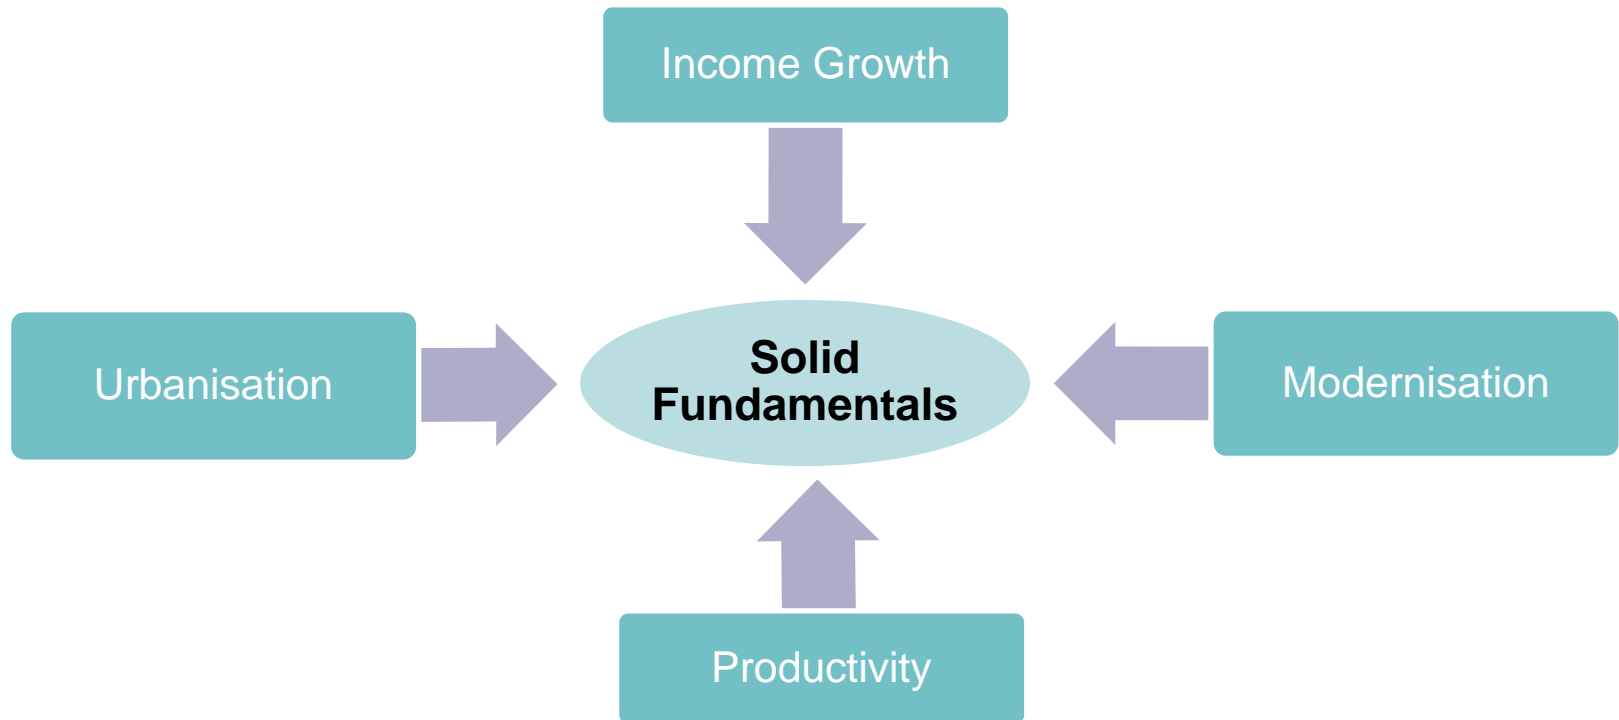 Income Growth
Urbanisation
Solid
Fundamentals
Modernisation
Productivity